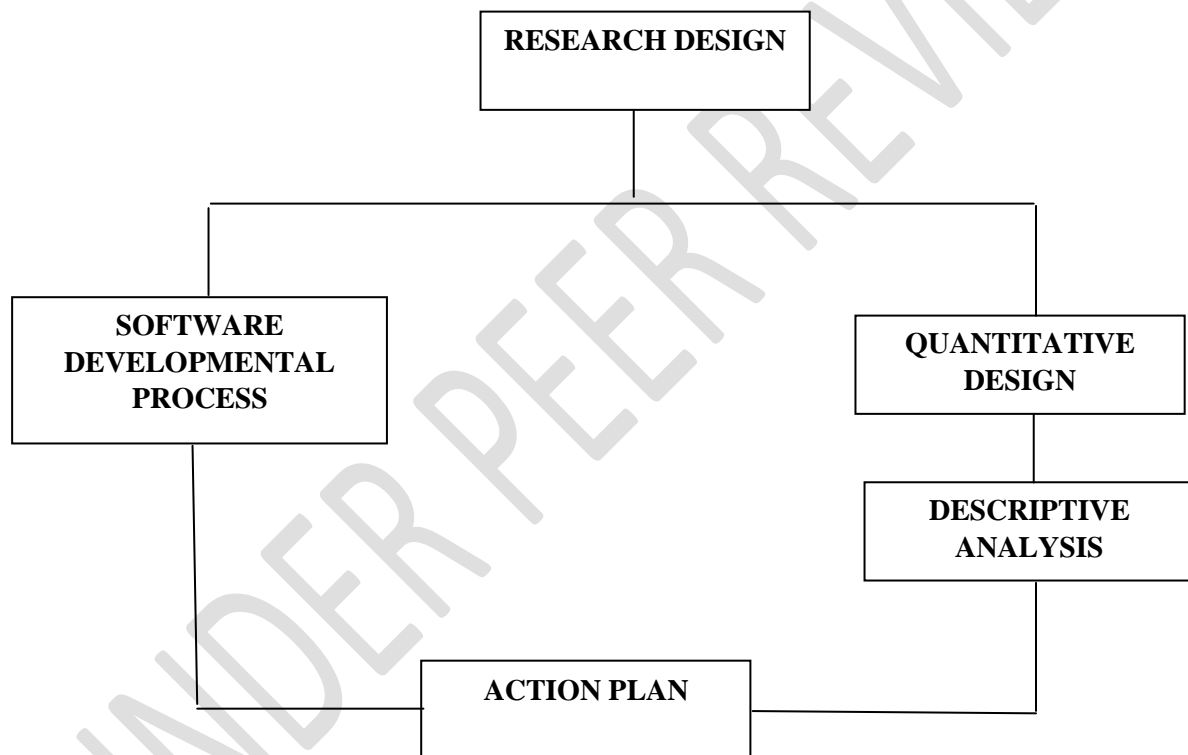 RESEARCH DESIGN
SOFTWARE
DEVELOPMENTAL
PROCESS
QUANTITATIVE
DESIGN
DESCRIPTIVE
ANALYSIS
ACTION PLAN
UNDER PEER REVIEW